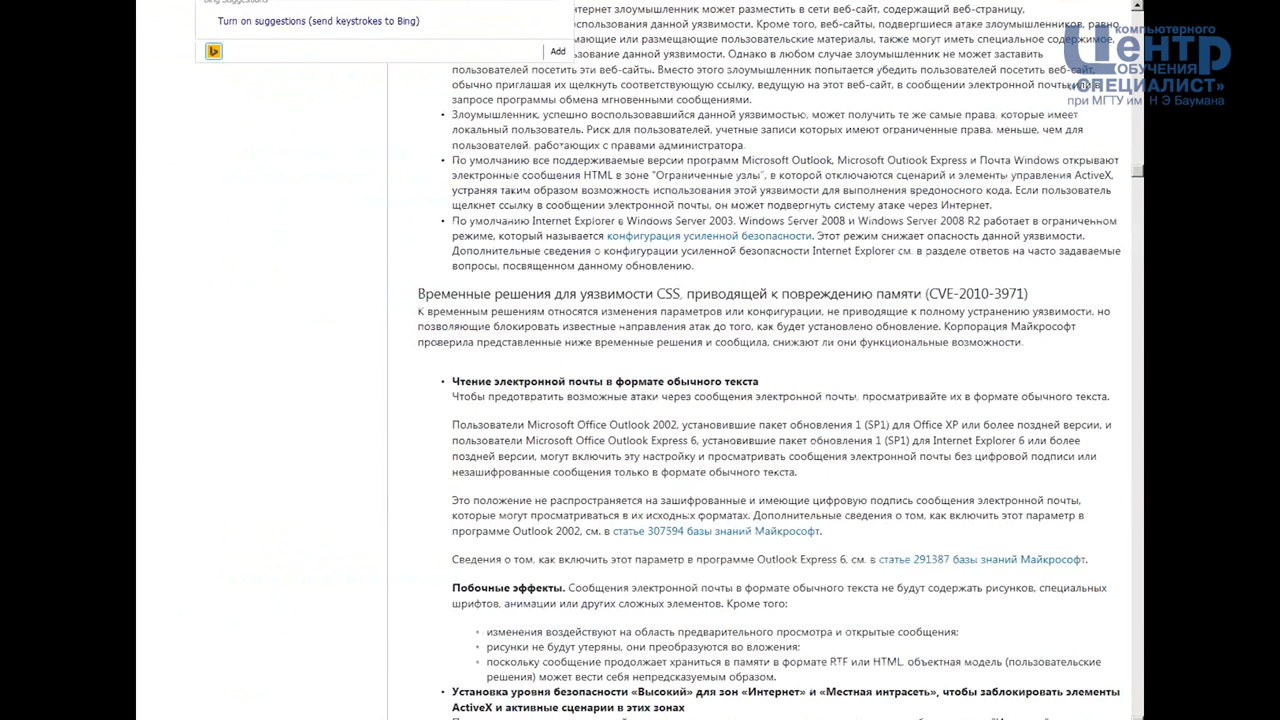 Bing Suggestions
Turn on suggestions (send keystrokes to Bing)
Add
нтернет злоумышленник может разместить в сети веб-сайт, содержащий веб-страницу,
спользования данной уязвимости. Кроме того, веб-сайты, подвергшиеся атаке злоумышленников, равно
мающие или размещающие пользовательские материалы, также могут иметь специальное содержимое,
ование данной уязвимости. Однако в любом случае злоумышленник не может заставить
пользователей посетить эти веб-сайты. Вместо этого злоумышленник попытается убедить пользователей посетить веб-сайт,
обычно приглашая их щелкнуть соответствующую ссылку, ведущую на этот веб-сайт, в сообщении электронной почты или в
запросе программы обмена мгновенными сообщениями.
• Злоумышленник, успешно воспользовавшийся данной уязвимостью, может получить те же самые права, которые имеет
локальный пользователь. Риск для пользователей, учетные записи которых имеют ограниченные права, меньше, чем для
пользователей, работающих с правами администратора.
• По умолчанию все поддерживаемые версии программ Microsoft Outlook, Microsoft Outlook Express и Почта Windows открывают
электронные сообщения HTML в зоне "Ограниченные узлы", в которой отключаются сценарий и элементы управления ActiveX,
устраняя таким образом возможность использования этой уязвимости для выполнения вредоносного кода. Если пользователь
щелкнет ссылку в сообщении электронной почты, он может подвергнуть систему атаке через Интернет.
• По умолчанию Internet Explorer в Windows Server 2003, Windows Server 2008 и Windows Server 2008 R2 работает в ограниченном
режиме, который называется конфигурация усиленной безопасности. Этот режим снижает опасность данной уязвимости.
Дополнительные сведения о конфигурации усиленной безопасности Internet Explorer см. в разделе ответов на часто задаваемые
вопросы, посвященном данному обновлению.
Временные решения для уязвимости CSS, приводящей к повреждению памяти (CVE-2010-3971)
К временным решениям относятся изменения параметров или конфигурации, не приводящие к полному устранению уязвимости, но
позволяющие блокировать известные направления атак до того, как будет установлено обновление. Корпорация Майкрософт
проверила представленные ниже временные решения и сообщила, снижают ли они функциональные возможности.
• Чтение электронной почты в формате обычного текста
Чтобы предотвратить возможные атаки через сообщения электронной почты, просматривайте их в формате обычного текста.
Пользователи Microsoft Office Outlook 2002, установившие пакет обновления 1 (SP1) для Office XP или более поздней версии, и
пользователи Microsoft Office Outlook Express 6, установившие пакет обновления 1 (SP1) для Internet Explorer 6 или более
поздней версии, могут включить эту настройку и просматривать сообщения электронной почты без цифровой подписи или
незашифрованные сообщения только в формате обычного текста.
Это положение не распространяется на зашифрованные и имеющие цифровую подпись сообщения электронной почты,
которые могут просматриваться в их исходных форматах. Дополнительные сведения о том, как включить этот параметр в
программе Outlook 2002, см. в статье 307594 базы знаний Майкрософт.
Сведения о том, как включить этот параметр в программе Outlook Express 6, см. в статье 291387 базы знаний Майкрософт.
Побочные эффекты. Сообщения электронной почты в формате обычного текста не будут содержать рисунков, специальных
шрифтов, анимации или других сложных элементов. Кроме того:
• изменения воздействуют на область предварительного просмотра и открытые сообщения;
• рисунки не будут утеряны, они преобразуются во вложения;
• поскольку сообщение продолжает храниться в памяти в формате RTF или HTML, объектная модель (пользовательские
решения) может вести себя непредсказуемым образом.
• Установка уровня безопасности «Высокий» для зон «Интернет» и «Местная интрасеть», чтобы заблокировать элементы
ActiveX и активные сценарии в этих зонах
компьютерного
Центр
ОБУЧЕНИЯ
«СПЕЦИАЛИСТ»
при МГТУ им. Н Э Баумана